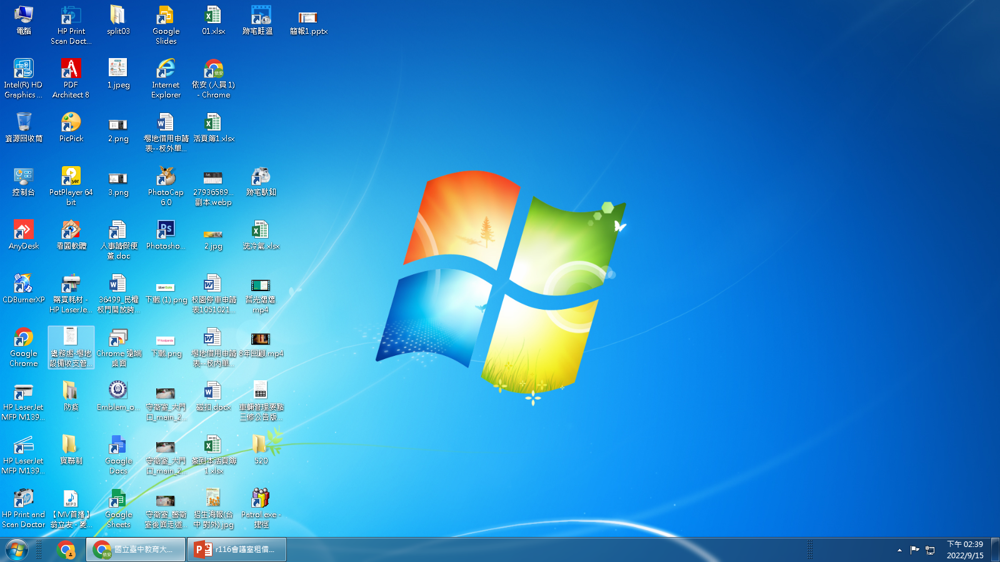 電腦
HP Print
Scan Doct...
split03
Google
Slides
01.xlsx
簡報1.pptx
Intel(R) HD
Graphics ...
PDF
Architect 8
1.jpeg
Internet
Explorer
依安 (人員 1)
- Chrome
資源回收筒
PicPick
2.png
場地借用申請
表--校外單...
活頁簿1.xlsx
控制台
PotPlayer 64
bit
3.png
PhotoCap
6.0
27936589...
副本.webp
AnyDesk
看圖軟體
人事請假便
簽.doc
Photosho...
2.jpg
洗冷氣.xlsx
CDBurnerXP
購買耗材 -
HP LaserJe...
36499_民權
校門開放時...
下載 (1).png
校園停車申請
表1051021...
mp4
Google
Chrome
總務處-場地
設備收支管...
Chrome 遠端
桌面
下載.png
場地借用申請
表--校內單...
8年回顧.mp4
HP LaserJet
MFP M139...
防疫
Emblem_o...
守衛室_大門
口_main_2...
磁扣.docx
車輛管理要點
三修公告版...
HP LaserJet
MFP M139...
實聯制
Google
Docs
守衛室_大門
口_main_2...
簽到本活頁簿
1.xlsx
520
HP Print and
Scan Doctor
【MV首播】
翁立友 - 愛...
Google
Sheets
守衛室_警衛
室後面走道...
招生海報(台
中 對外).jpg
Patrol.exe -
捷徑
國立臺中教育大...
r116會議室租借...
下午 02:39
2022/9/15